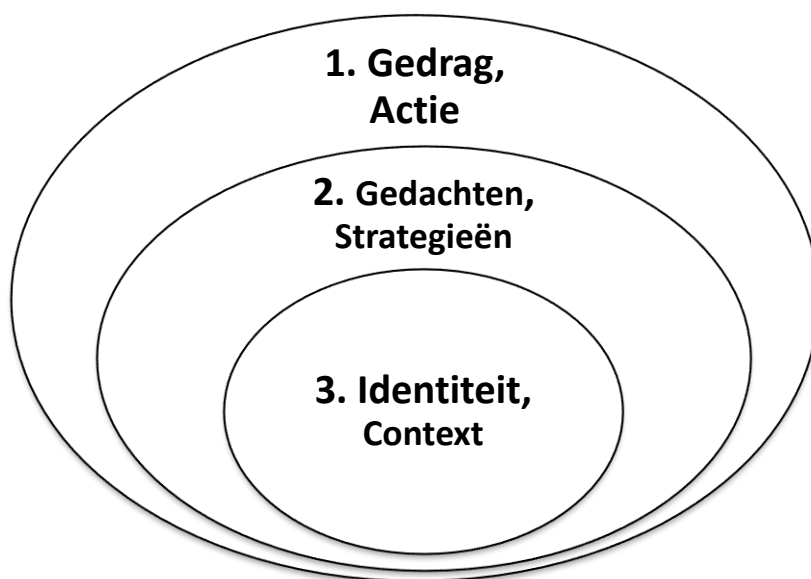 1. Gedrag,
Actie
2. Gedachten,
Strategieën
3. Identiteit,
Context